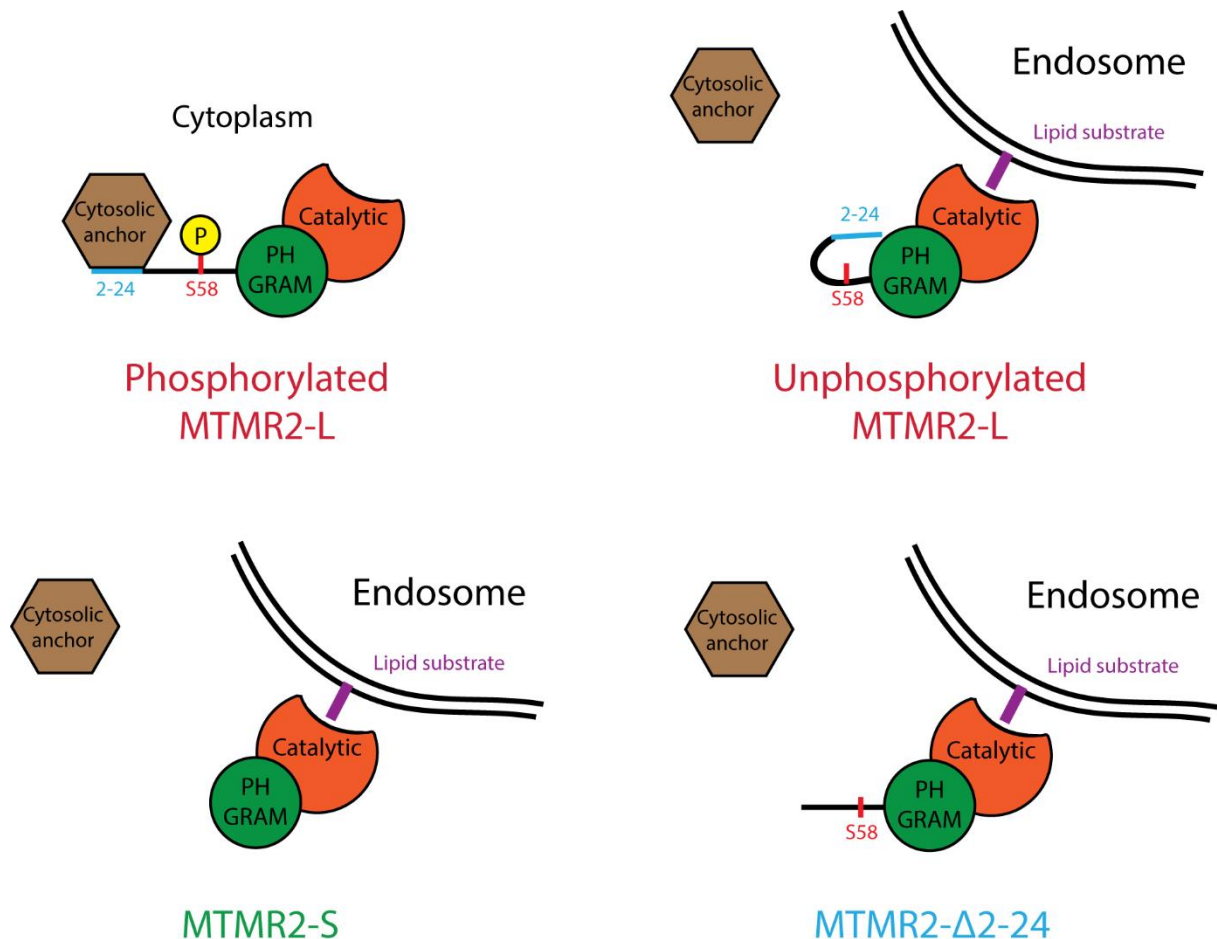 Cytoplasm
Cytosolic
anchor
P
Catalytic
PH
GRAM
2-24
S58
Phosphorylated
MTMR2-L
Endosome
Cytosolic
anchor
Lipid substrate
2-24
Catalytic
PH
GRAM
S58
Unphosphorylated
MTMR2-L
Endosome
Cytosolic
anchor
Lipid substrate
Catalytic
PH
GRAM
MTMR2-S
Endosome
Cytosolic
anchor
Lipid substrate
Catalytic
PH
GRAM
S58
MTMR2-Δ2-24